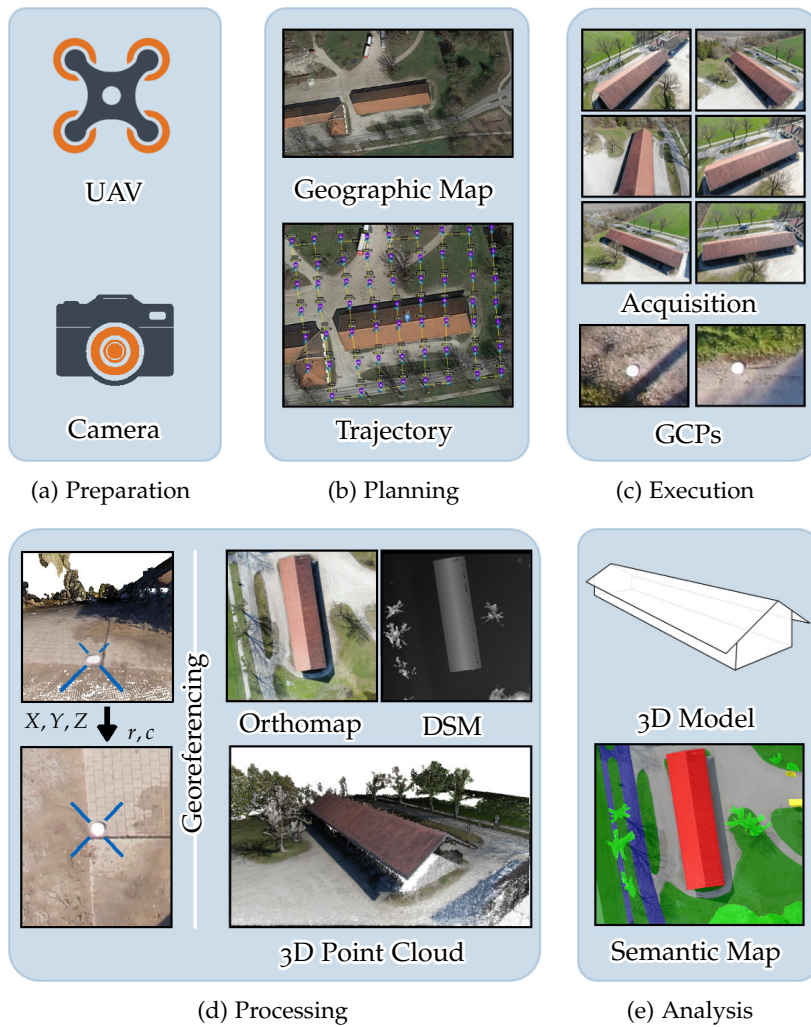 UAV
Camera
(a) Preparation
Geographic Map
Trajectory
(b) Planning
Acquisition
GCPs
(c) Execution
X, Y, Z
r, c
Georeferencing
Orthomap
DSM
3D Point Cloud
(d) Processing
3D Model
Semantic Map
(e) Analysis